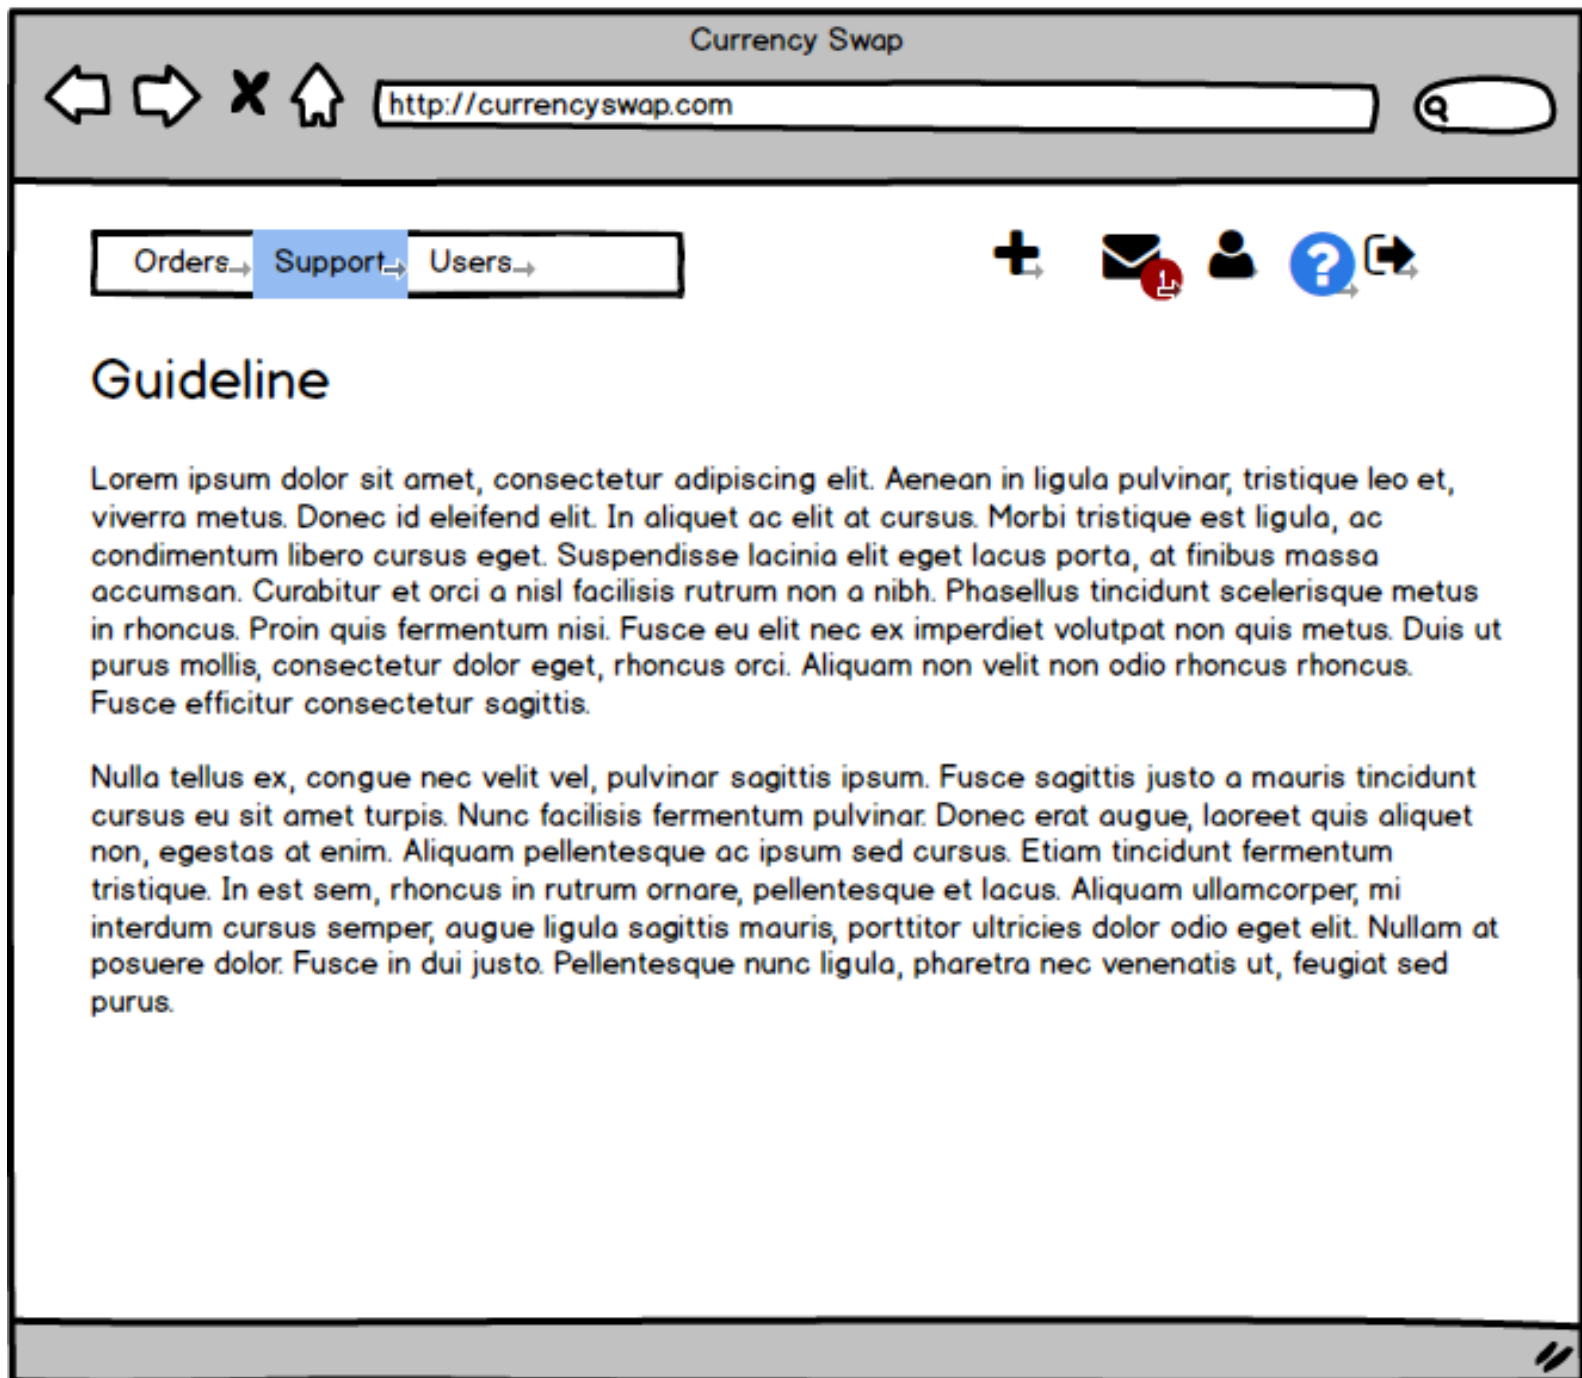 Currency Swap
http://currencyswap.com
Orders Support Users
1
?
Guideline
Lorem ipsum dolor sit amet, consectetur adipiscing elit. Aenean in ligula pulvinar, tristique leo et,
viverra metus. Donec id eleifend elit. In aliquet ac elit at cursus. Morbi tristique est ligula, ac
condimentum libero cursus eget. Suspendisse lacinia elit eget lacus porta, at finibus massa
accumsan. Curabitur et orci a nisl facilisis rutrum non a nibh. Phasellus tincidunt scelerisque metus
in rhoncus. Proin quis fermentum nisi. Fusce eu elit nec ex imperdiet volutpat non quis metus. Duis ut
purus mollis, consectetur dolor eget, rhoncus orci. Aliquam non velit non odio rhoncus rhoncus.
Fusce efficitur consectetur sagittis.
Nulla tellus ex, congue nec velit vel, pulvinar sagittis ipsum. Fusce sagittis justo a mauris tincidunt
cursus eu sit amet turpis. Nunc facilisis fermentum pulvinar. Donec erat augue, laoreet quis aliquet
non, egestas at enim. Aliquam pellentesque ac ipsum sed cursus. Etiam tincidunt fermentum
tristique. In est sem, rhoncus in rutrum ornare, pellentesque et lacus. Aliquam ullamcorper, mi
interdum cursus semper, augue ligula sagittis mauris, porttitor ultricies dolor odio eget elit. Nullam at
posuere dolor. Fusce in dui justo. Pellentesque nunc ligula, pharetra nec venenatis ut, feugiat sed
purus.